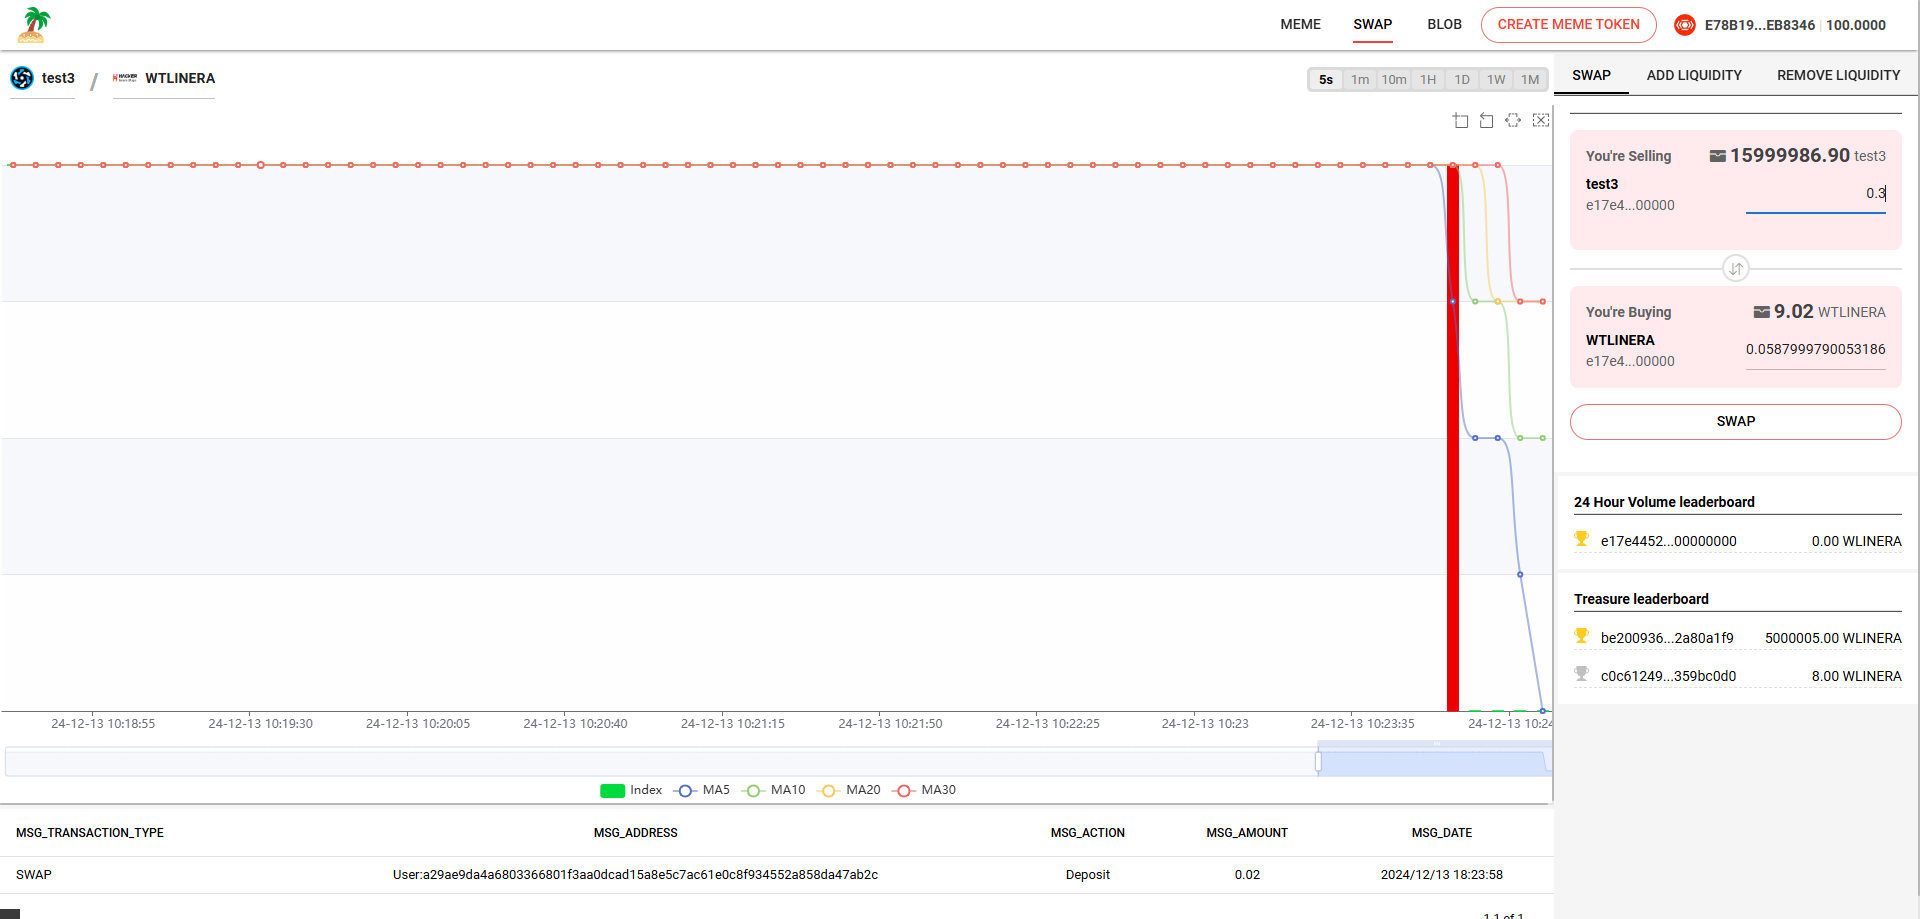 MEME SWAP BLOB CREATE MEME TOKEN E78B19...EB8346 100.0000
test3 / WTLINERA
5s 1m 10m 1H 1D 1W 1M
SWAP ADD LIQUIDITY REMOVE LIQUIDITY
You're Selling 15999986.90 test3
test3 0.3
e17e4...00000
You're Buying 9.02 WTLINERA
WTLINERA 0.0587999790053186
e17e4...00000
SWAP
24 Hour Volume leaderboard
e17e4452...00000000 0.00 WLINERA
Treasure leaderboard
be200936...2a80a1f9 5000005.00 WLINERA
c0c61249...359bc0d0 8.00 WLINERA
24-12-13 10:18:55 24-12-13 10:19:30 24-12-13 10:20:05 24-12-13 10:20:40 24-12-13 10:21:15 24-12-13 10:21:50 24-12-13 10:22:25 24-12-13 10:23 24-12-13 10:23:35 24-12-13 10:24
Index MA5 MA10 MA20 MA30
MSG_TRANSACTION_TYPE MSG_ADDRESS MSG_ACTION MSG_AMOUNT MSG_DATE
SWAP User:a29ae9da4a6803366801f3aa0dcad15a8e5c7ac61e0c8f934552a858da47ab2c Deposit 0.02 2024/12/13 18:23:58